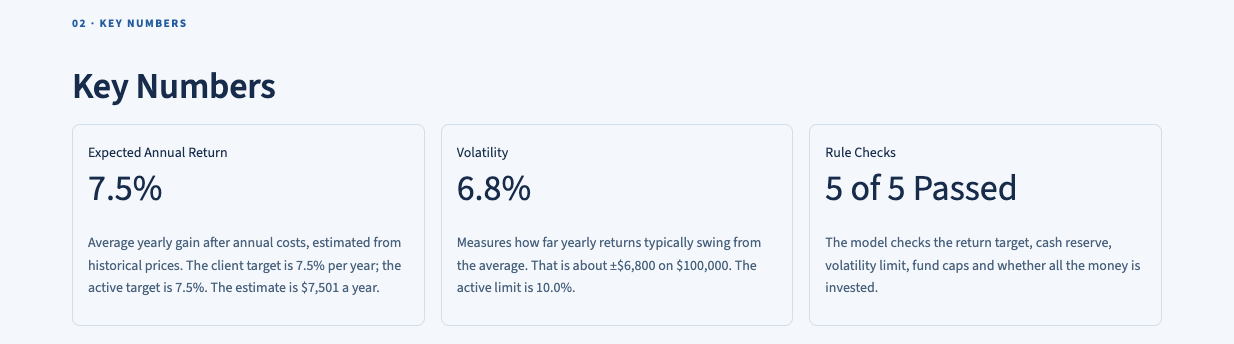 02 · KEY NUMBERS
Key Numbers
Expected Annual Return
7.5%
Average yearly gain after annual costs, estimated from
historical prices. The client target is 7.5% per year; the
active target is 7.5%. The estimate is $7,501 a year.
Volatility
6.8%
Measures how far yearly returns typically swing from
the average. That is about ±$6,800 on $100,000. The
active limit is 10.0%.
Rule Checks
5 of 5 Passed
The model checks the return target, cash reserve,
volatility limit, fund caps and whether all the money is
invested.